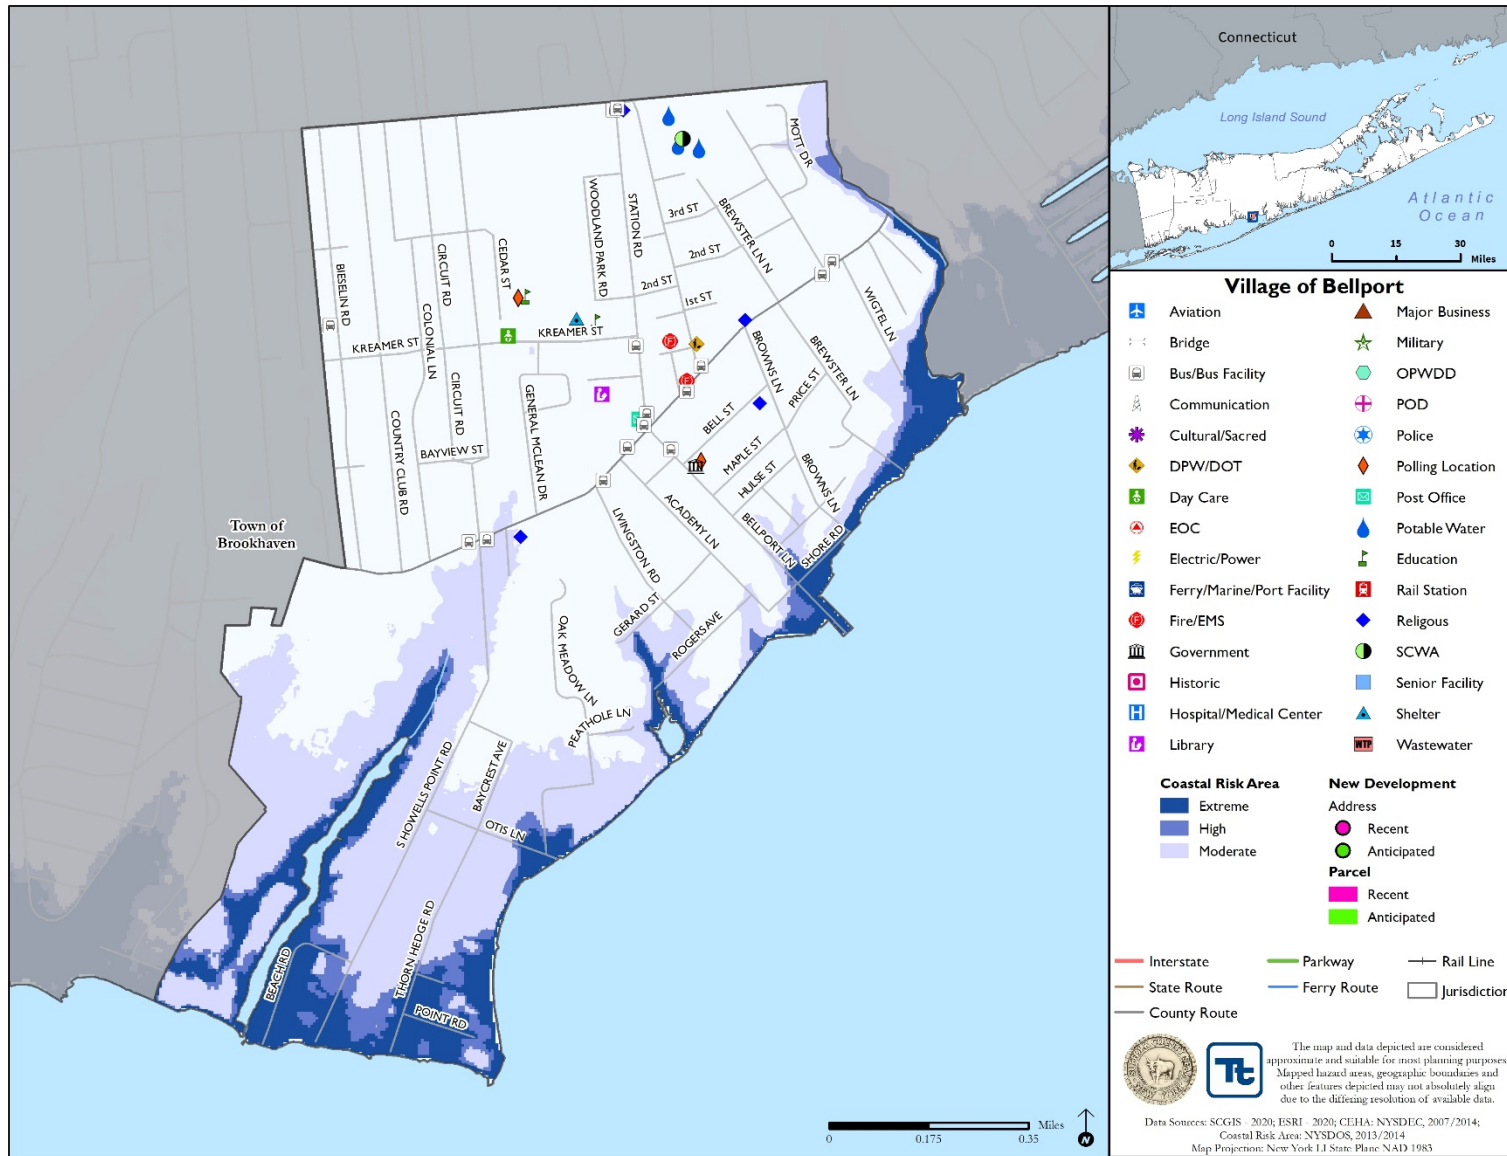 Connecticut
Long Island Sound
Atlantic
Ocean
0 15 30
Miles
MOTT DR
WOODLAND PARK RD
STATION RD
3rd ST
BREWSTER LN N
2nd ST
2nd ST
1st ST
BIESELIN RD
CIRCUIT RD
CEDAR ST
COLONIAL LN
KREAMER ST
KREAMER ST
WIGTEL LN
BROWNS LN
BREWSTER LN
PRICE ST
GENERAL MCLEAN DR
CIRCUIT RD
COUNTRY CLUB RD
BAYVIEW ST
BELL ST
MAPLE ST
HULSE ST
BROWNS LN
ACADEMY LN
LIVINGSTON RD
BELLPORT LN
SHORE RD
Town of
Brookhaven
GERARD ST
ROGERS AVE
OAK MEADOW LN
PEATHOLE LN
S HOWELLS POINT RD
BAYCREST AVE
OTIS LN
THORN HEDGE RD
BEACH RD
POINT RD
Miles
0 0.175 0.35
N
Village of Bellport
Aviation
Bridge
Bus/Bus Facility
Communication
Cultural/Sacred
DPW/DOT
Day Care
EOC
Electric/Power
Ferry/Marine/Port Facility
Fire/EMS
Government
Historic
Hospital/Medical Center
Library
Major Business
Military
OPWDD
POD
Police
Polling Location
Post Office
Potable Water
Education
Rail Station
Religous
SCWA
Senior Facility
Shelter
WTP Wastewater
Coastal Risk Area
Extreme
High
Moderate
New Development
Address
Recent
Anticipated
Parcel
Recent
Anticipated
Interstate
State Route
County Route
Parkway
Ferry Route
Rail Line
Jurisdiction
Tt
The map and data depicted are considered
approximate and suitable for most planning purposes.
Mapped hazard areas, geographic boundaries and
other features depicted may not absolutely align
due to the differing resolution of available data.
Data Sources: SCGIS - 2020; ESRI - 2020; CEHA: NYSDEC, 2007/2014;
Coastal Risk Area: NYSDOS, 2013/2014
Map Projection: New York LI State Plane NAD 1983